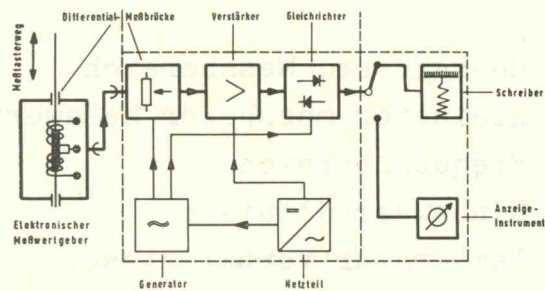 Differential-Meßbrücke
Verstärker
Gleichrichter
Meßtasterweg
Schreiber
Elektronischer
Meßwertgeber
Anzeige-
Instrument
Generator
Netzteil